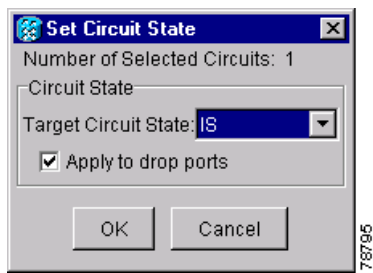 Set Circuit State
Number of Selected Circuits: 1
Circuit State
Target Circuit State: IS
Apply to drop ports
OK Cancel
78795